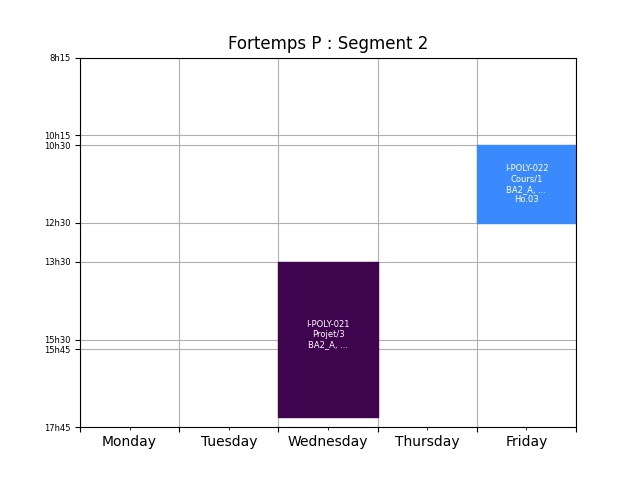 Fortemps P : Segment 2
8h15
10h15
10h30
12h30
13h30
15h30
15h45
17h45
I-POLY-022
Cours/1
BA2_A, ...
Ho.03
I-POLY-021
Projet/3
BA2_A, ...
Monday
Tuesday
Wednesday
Thursday
Friday